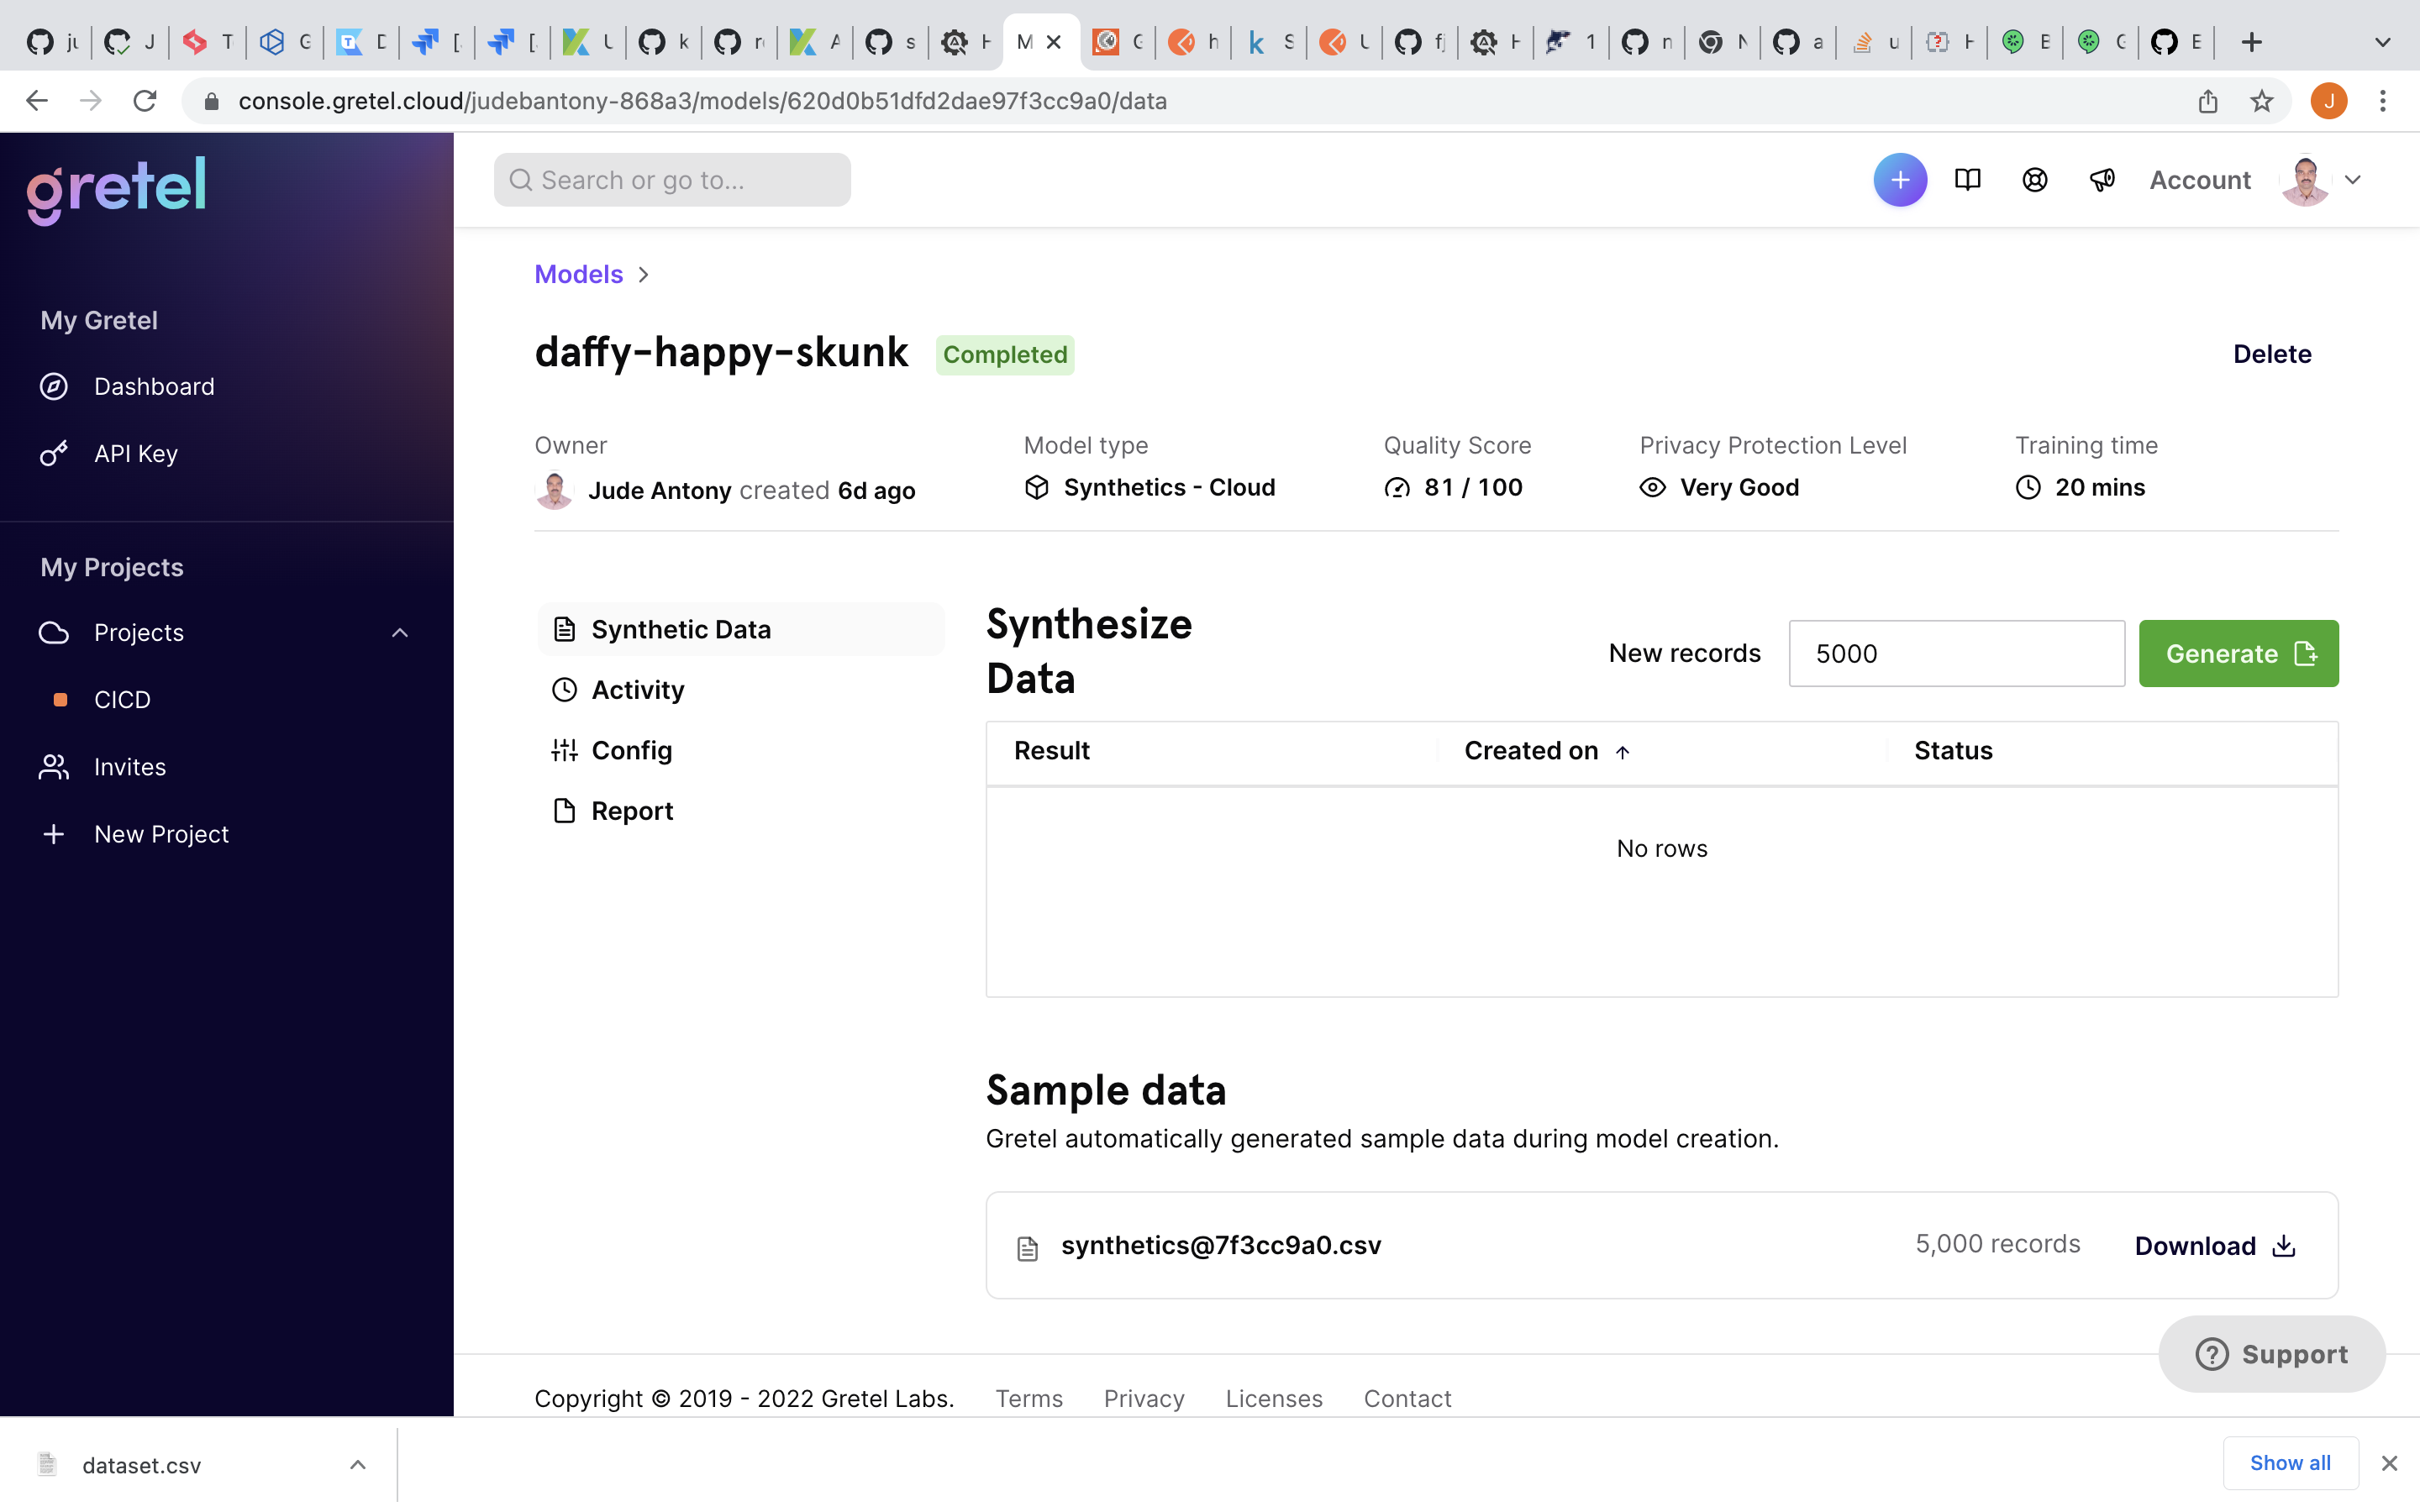 console.gretel.cloud/judebantony-868a3/models/620d0b51dfd2dae97f3cc9a0/data
J
gretel
Search or go to...
Account
My Gretel
Dashboard
API Key
My Projects
Projects
CICD
Invites
New Project
Models
daffy-happy-skunk
Completed
Delete
Owner
Jude Antony created 6d ago
Model type
Synthetics - Cloud
Quality Score
81 / 100
Privacy Protection Level
Very Good
Training time
20 mins
Synthetic Data
Activity
Config
Report
Synthesize
Data
New records
5000
Generate
Result
Created on
Status
No rows
Sample data
Gretel automatically generated sample data during model creation.
synthetics@7f3cc9a0.csv
5,000 records
Download
Support
Copyright © 2019 - 2022 Gretel Labs.
Terms
Privacy
Licenses
Contact
dataset.csv
Show all